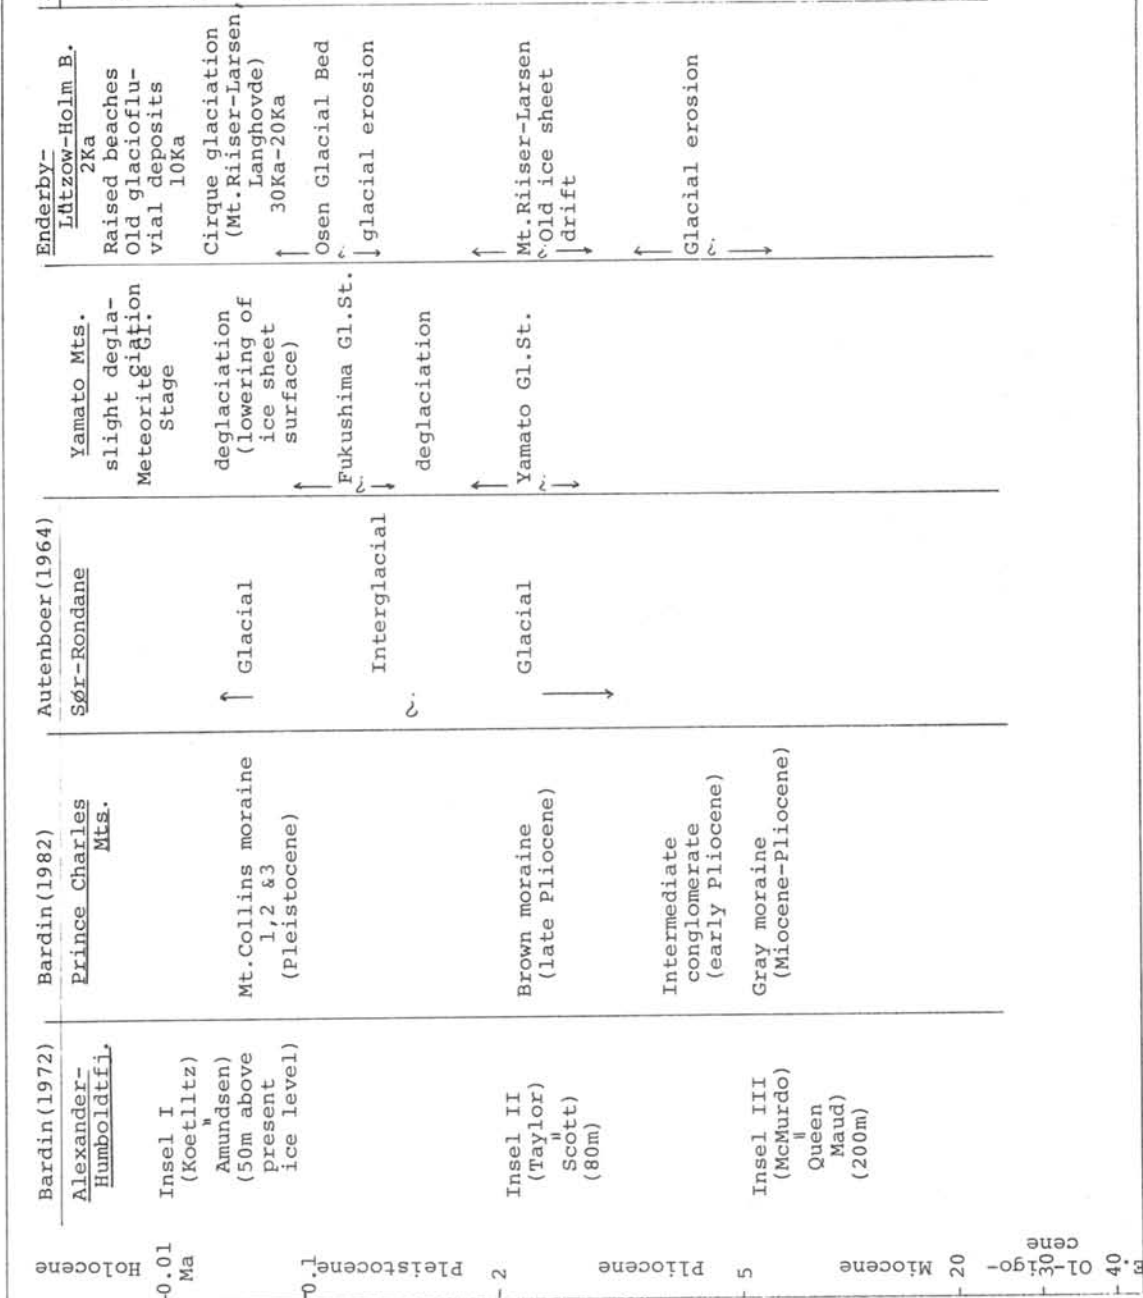 Holocene
0.01
Ma
0.1
Pleistocene
2
Pliocene
5
Miocene
20
Oligo-
cene
30
E.
40
Bardin(1972)
Alexander-
Humboldtfj.
Insel I
(Koetlltz)
"
Amundsen)
(50m above
present
ice level)
Insel II
(Taylor)
"
Scott)
(80m)
Insel III
(McMurdo)
"
Queen
Maud)
(200m)
Bardin(1982)
Prince Charles
Mts.
Mt.Collins moraine
1,2 &3
(Pleistocene)
Brown moraine
(late Pliocene)
Intermediate
conglomerate
(early Pliocene)
Gray moraine
(Miocene-Pliocene)
Autenboer(1964)
Sør-Rondane
Glacial
Interglacial
?
Glacial
Yamato Mts.
slight degla-
ciation
Meteorite Gl.
Stage
deglaciation
(lowering of
ice sheet
surface)
Fukushima Gl.St.
?
deglaciation
Yamato Gl.St.
?
Enderby-
Lützow-Holm B.
2Ka
Raised beaches
Old glacioflu-
vial deposits
10Ka
Cirque glaciation
(Mt.Riiser-Larsen,
Langhovde)
30Ka-20Ka
Osen Glacial Bed
?
glacial erosion
Mt.Riiser-Larsen
? Old ice sheet
drift
Glacial erosion
?